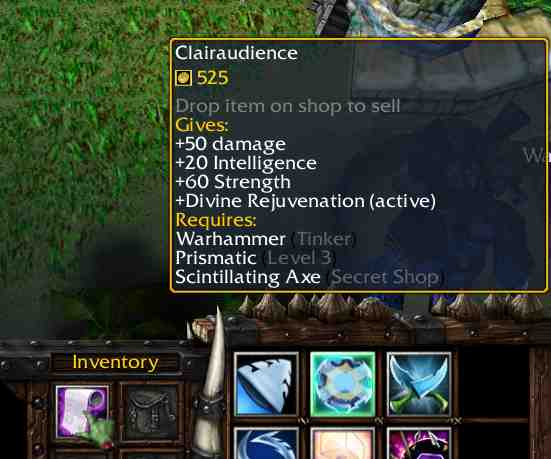 Clairaudience
525
Drop item on shop to sell
Gives:
+50 damage
+20 Intelligence
+60 Strength
+Divine Rejuvenation (active)
Requires:
Warhammer (Tinker)
Prismatic (Level 3)
Scintillating Axe (Secret Shop)
Wa
Inventory